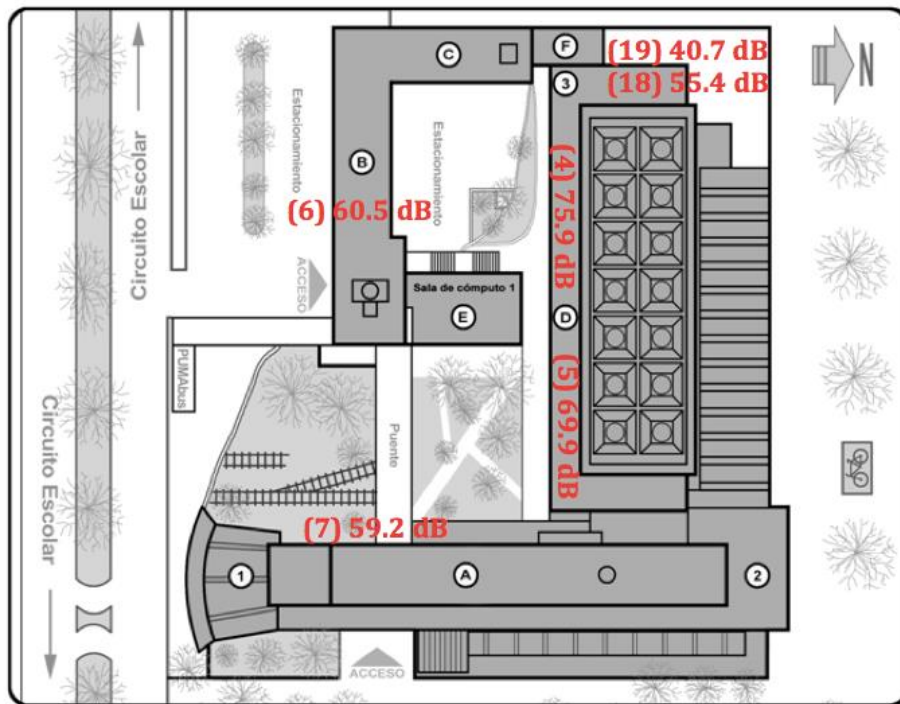 Circuito Escolar
Estacionamiento
C
F
(19) 40.7 dB
(18) 55.4 dB
3
N
B
Estacionamiento
(4) 75.9 dB
(6) 60.5 dB
ACCESO
Sala de cómputo 1
E
D
PUMAbus
Circuito Escolar
Puente
(5) 69.9 dB
(7) 59.2 dB
1
A
2
ACCESO